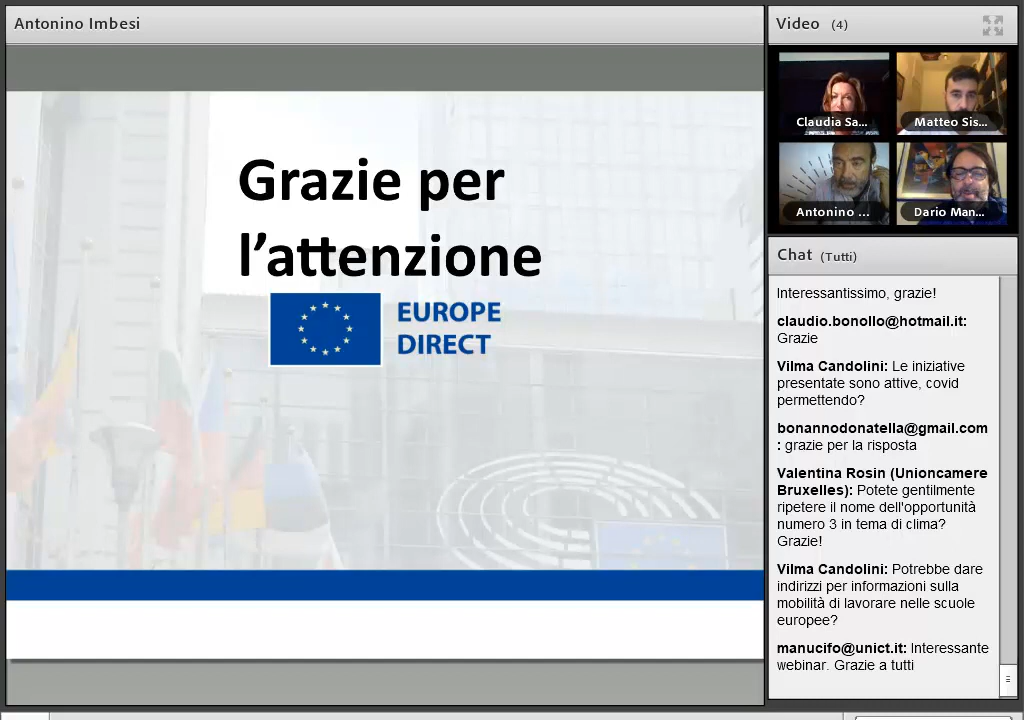 Antonino Imbesi
Grazie per
l'attenzione
EUROPE
DIRECT
Video (4)
Claudia Sa...
Matteo Sis...
Antonino ...
Dario Man...
Chat (Tutti)
Interessantissimo, grazie!
claudio.bonollo@hotmail.it:
Grazie
Vilma Candolini: Le iniziative
presentate sono attive, covid
permettendo?
bonannodonatella@gmail.com
: grazie per la risposta
Valentina Rosin (Unioncamere
Bruxelles): Potete gentilmente
ripetere il nome dell'opportunità
numero 3 in tema di clima?
Grazie!
Vilma Candolini: Potrebbe dare
indirizzi per informazioni sulla
mobilità di lavorare nelle scuole
europee?
manucifo@unict.it: Interessante
webinar. Grazie a tutti